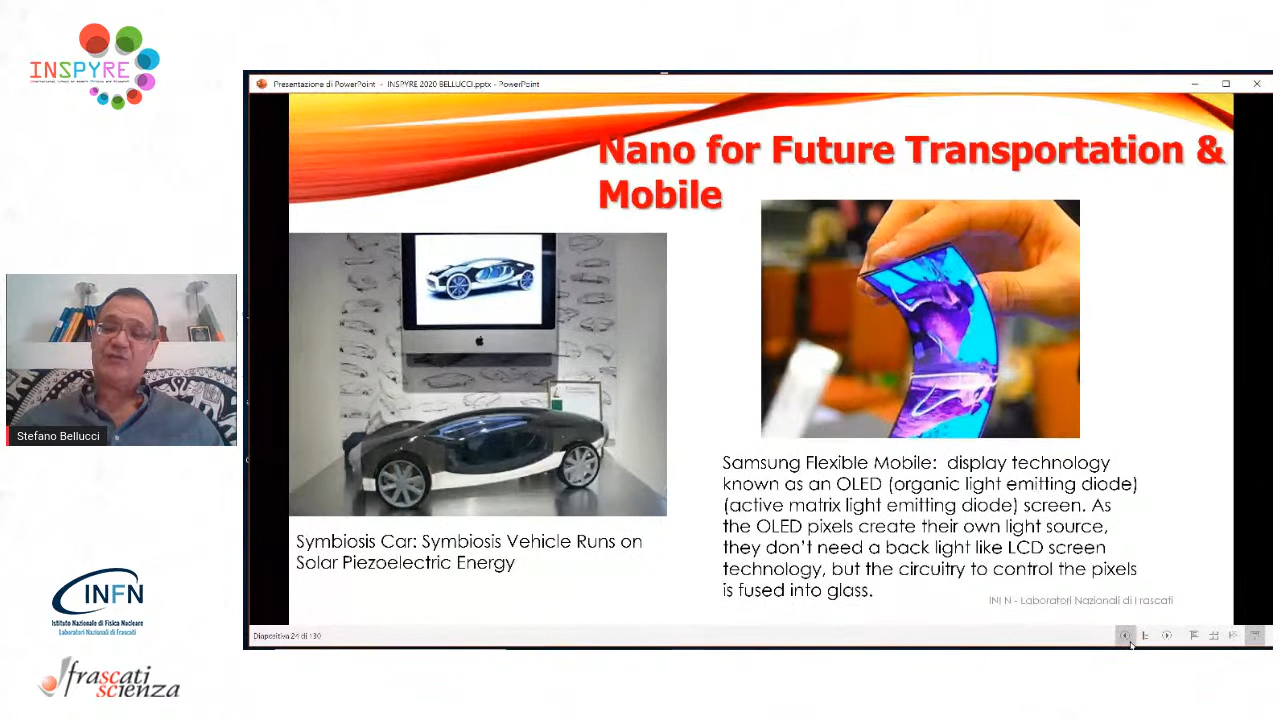 INSPYRE
Presentazione di PowerPoint - INSPYRE 2020 BELLUCCI.pptx - PowerPoint
Nano for Future Transportation &
Mobile
Stefano Bellucci
Symbiosis Car: Symbiosis Vehicle Runs on
Solar Piezoelectric Energy
Samsung Flexible Mobile: display technology
known as an OLED (organic light emitting diode)
(active matrix light emitting diode) screen. As
the OLED pixels create their own light source,
they don't need a back light like LCD screen
technology, but the circuitry to control the pixels
is fused into glass.
INFN - Laboratori Nazionali di Frascati
Diapositiva 24 di 130
INFN
Istituto Nazionale di Fisica Nucleare
Laboratori Nazionali di Frascati
frascati
scienza